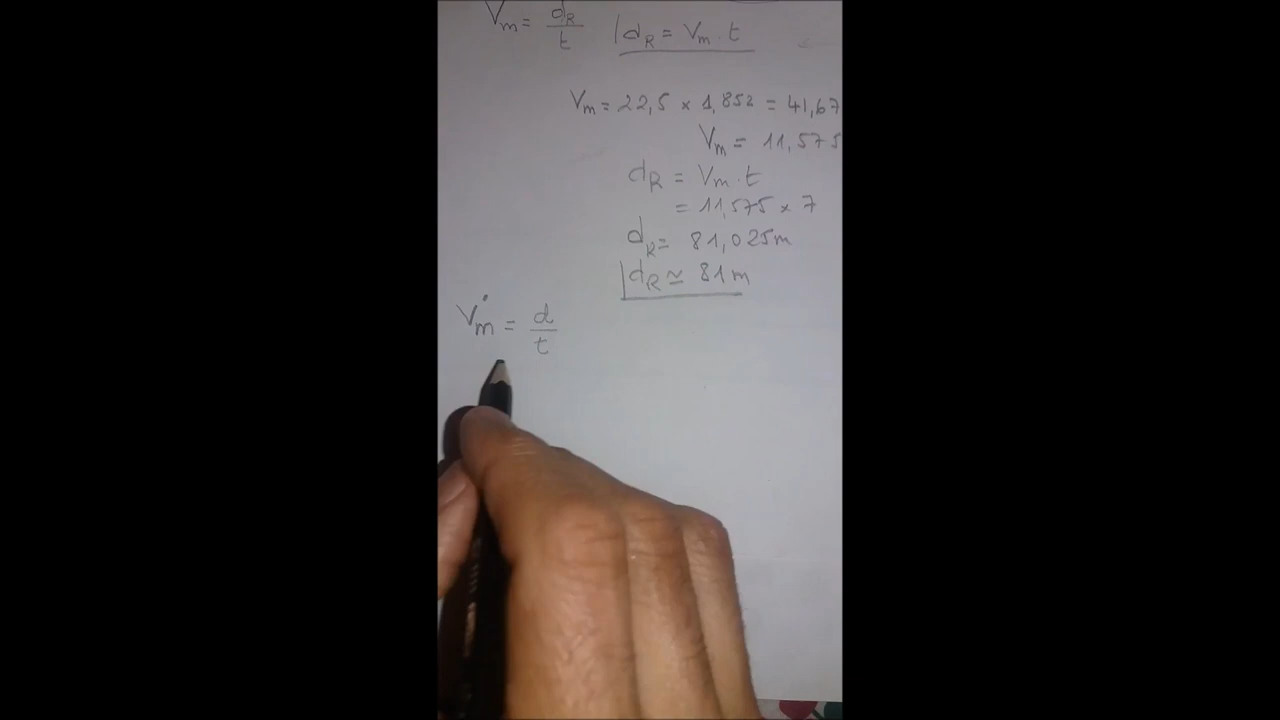 Vm = dR/t | dR = Vm . t
Vm = 22,5 × 1,852 = 41,67
Vm = 11,575
dR = Vm . t
= 11,575 × 7
dR = 81,025m
dR ≃ 81m
V'm = d/t